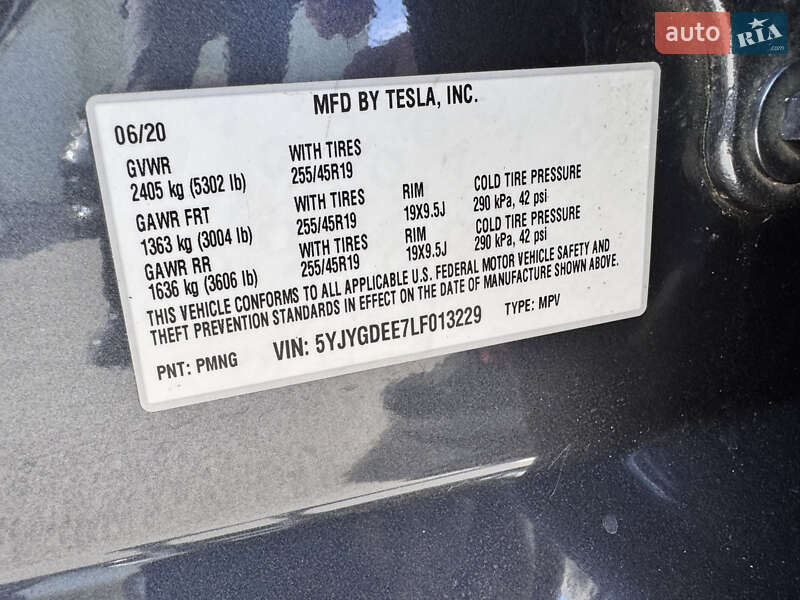 auto RIA
MFD BY TESLA, INC.
06/20
GVWR WITH TIRES
2405 kg (5302 lb) 255/45R19
GAWR FRT WITH TIRES RIM COLD TIRE PRESSURE
1363 kg (3004 lb) 255/45R19 19X9.5J 290 kPa, 42 psi
GAWR RR WITH TIRES RIM COLD TIRE PRESSURE
1636 kg (3606 lb) 255/45R19 19X9.5J 290 kPa, 42 psi
THIS VEHICLE CONFORMS TO ALL APPLICABLE U.S. FEDERAL MOTOR VEHICLE SAFETY AND
THEFT PREVENTION STANDARDS IN EFFECT ON THE DATE OF MANUFACTURE SHOWN ABOVE.
PNT: PMNG VIN: 5YJYGDEE7LF013229 TYPE: MPV